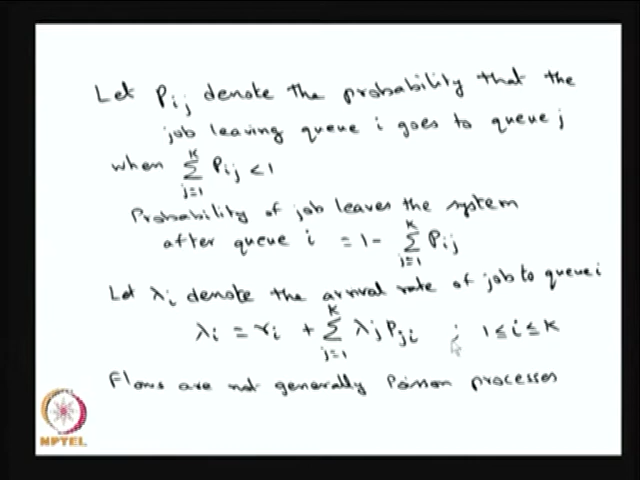 Let Pij denote the probability that the
job leaving queue i goes to queue j
when Σ_{j=1}^{K} Pij < 1
Probability of job leaves the system
after queue i = 1 - Σ_{j=1}^{K} Pij
Let λi denote the arrival rate of job to queue i
λi = ri + Σ_{j=1}^{K} λj Pji ; 1 ≤ i ≤ K
Flows are not generally Poisson processes
NPTEL